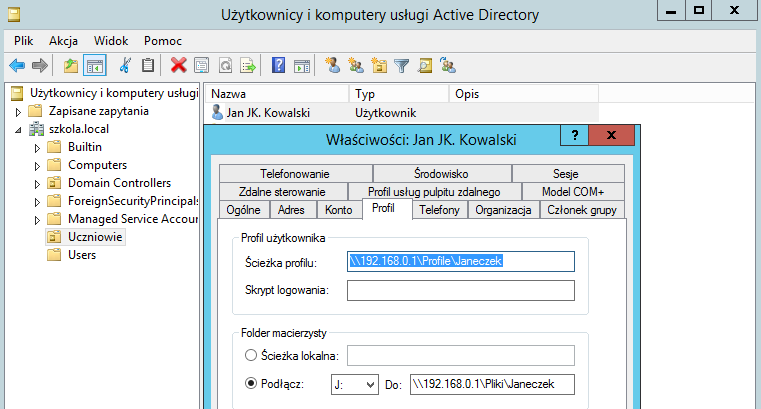 Użytkownicy i komputery usługi Active Directory
Plik Akcja Widok Pomoc
Użytkownicy i komputery usługi
Zapisane zapytania
szkola.local
Builtin
Computers
Domain Controllers
ForeignSecurityPrincipals
Managed Service Accour
Uczniowie
Users
Nazwa Typ Opis
Jan JK. Kowalski Użytkownik
Właściwości: Jan JK. Kowalski
Telefonowanie Środowisko Sesje
Zdalne sterowanie Profil usług pulpitu zdalnego Model COM+
Ogólne Adres Konto Profil Telefony Organizacja Członek grupy
Profil użytkownika
Ścieżka profilu: \\192.168.0.1\Profile\Janeczek
Skrypt logowania:
Folder macierzysty
Ścieżka lokalna:
Podłącz: J: Do: \\192.168.0.1\Pliki\Janeczek